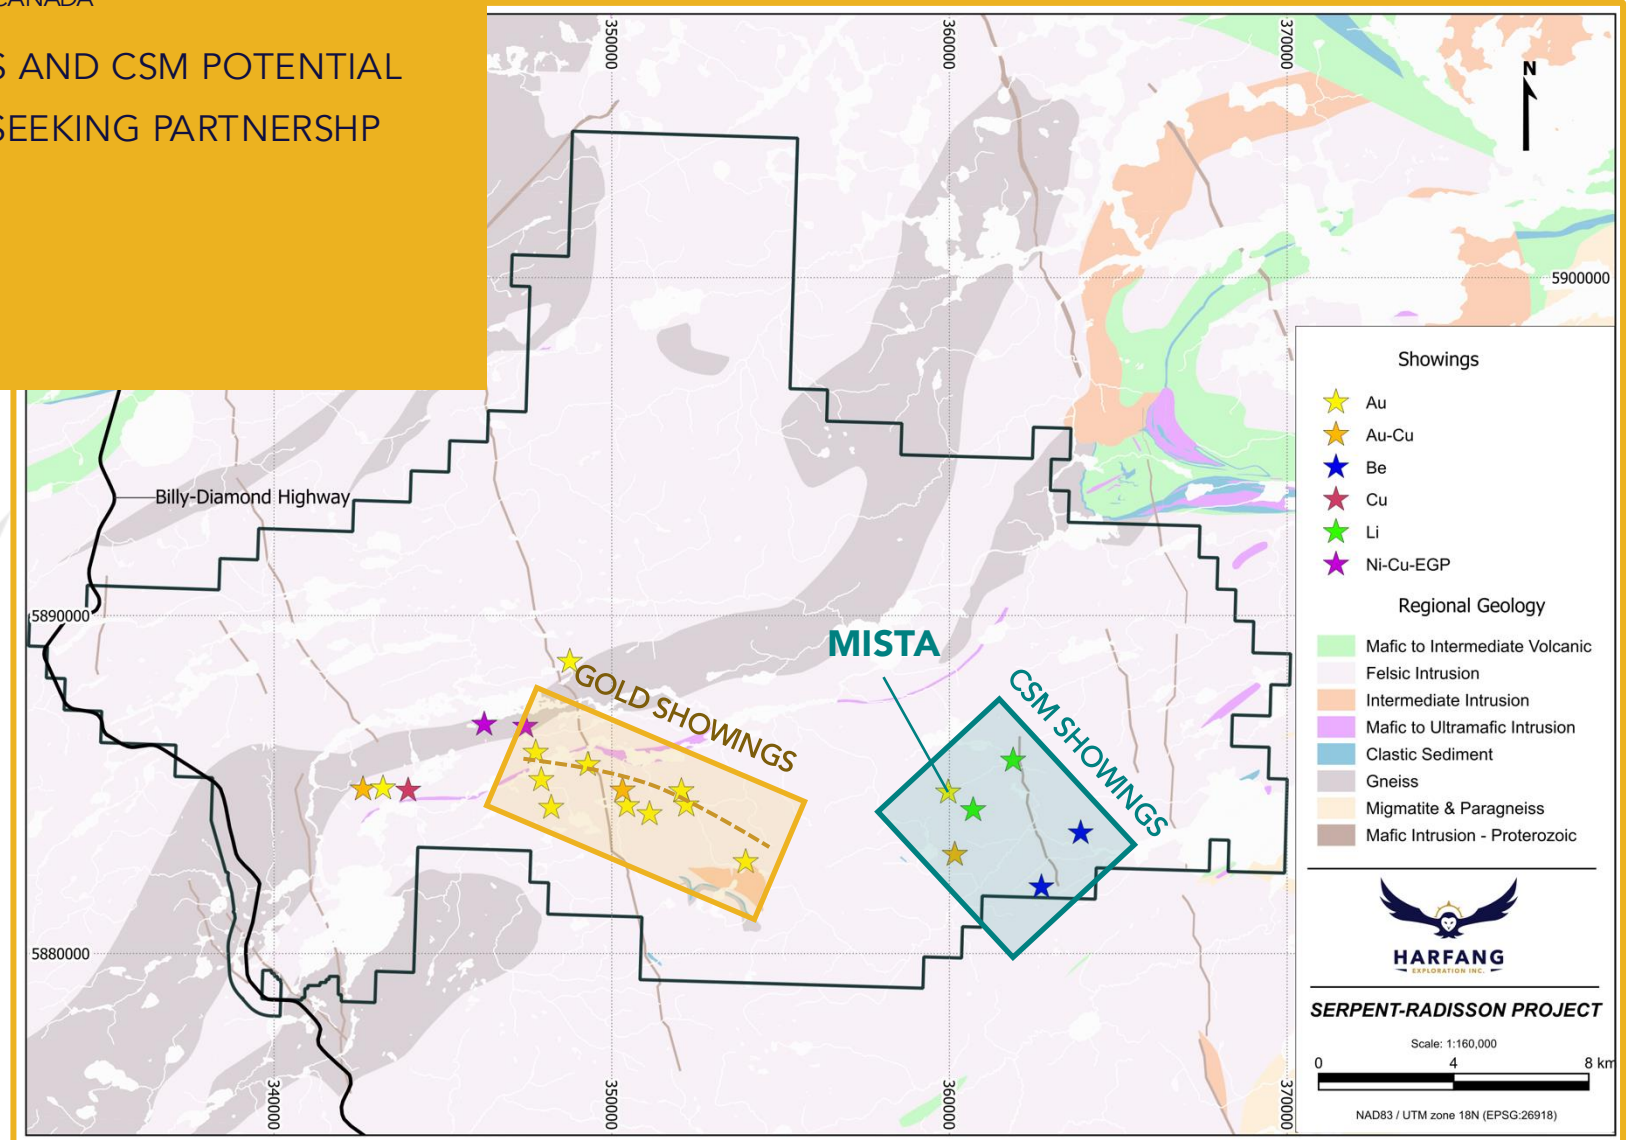 CANADA
S AND CSM POTENTIAL
SEEKING PARTNERSHP
350000
360000
370000
N
5900000
Billy-Diamond Highway
5890000
MISTA
GOLD SHOWINGS
CSM SHOWINGS
5880000
340000
350000
360000
370000
Showings
Au
Au-Cu
Be
Cu
Li
Ni-Cu-EGP
Regional Geology
Mafic to Intermediate Volcanic
Felsic Intrusion
Intermediate Intrusion
Mafic to Ultramafic Intrusion
Clastic Sediment
Gneiss
Migmatite & Paragneiss
Mafic Intrusion - Proterozoic
HARFANG
EXPLORATION INC.
SERPENT-RADISSON PROJECT
Scale: 1:160,000
0 4 8 km
NAD83 / UTM zone 18N (EPSG:26918)